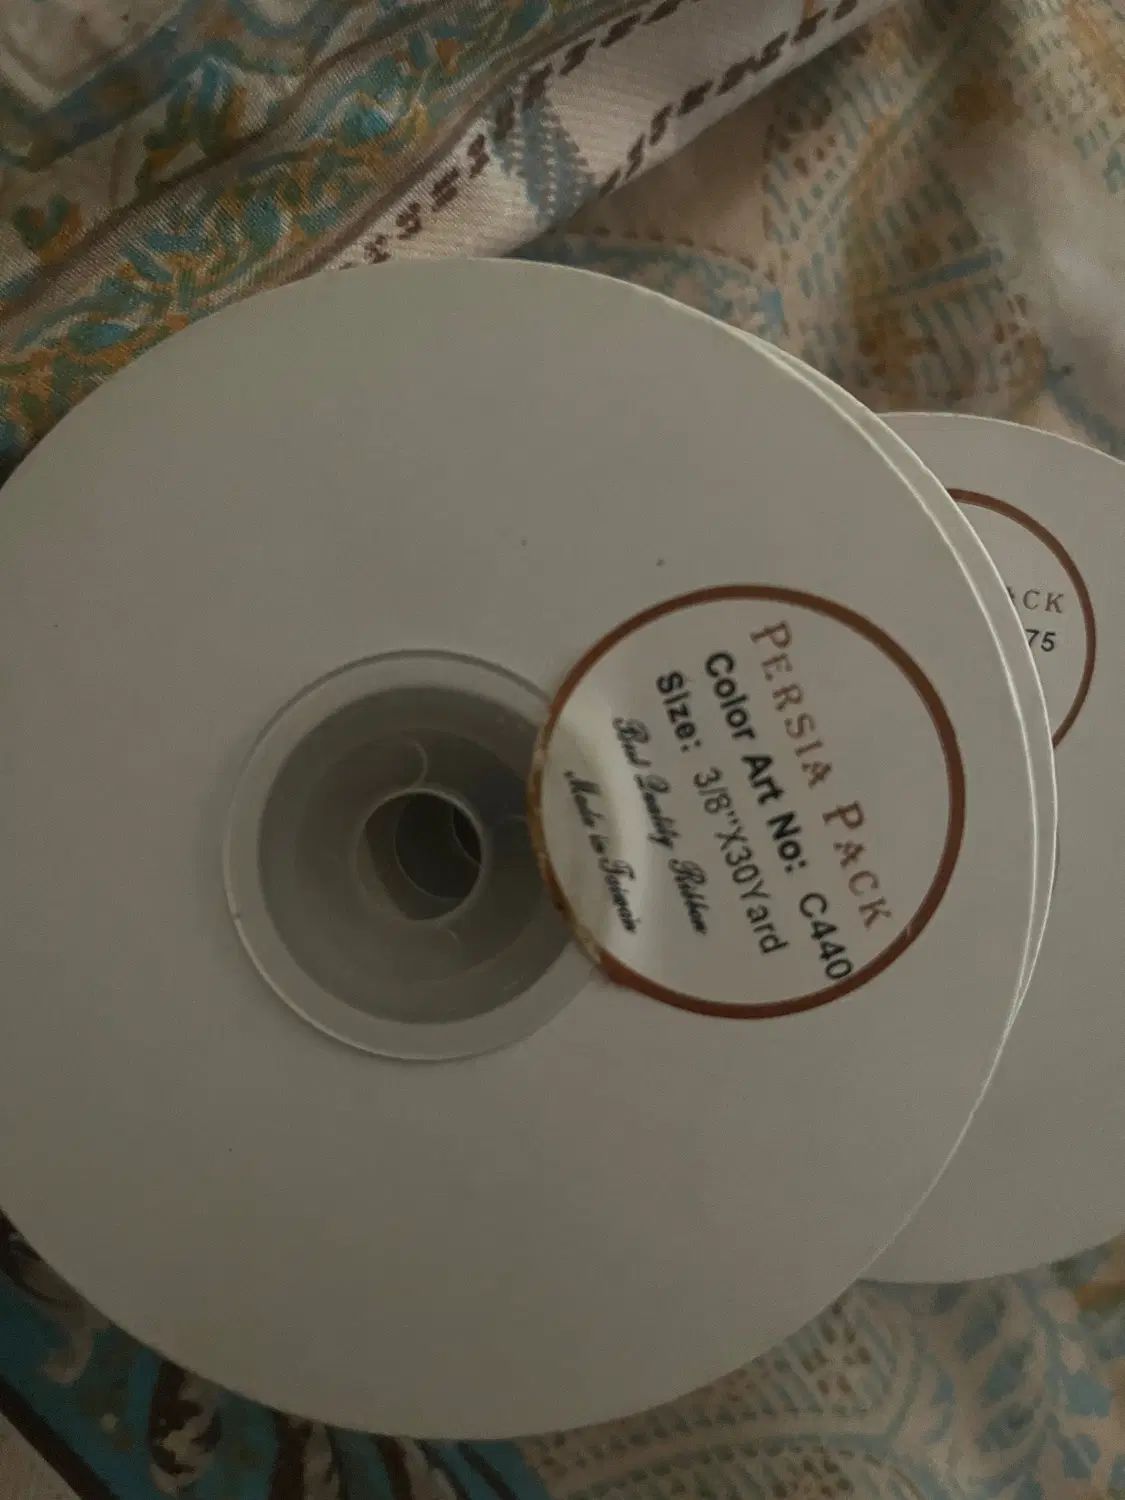 PERSIA PACK
Color Art No: C440
Size: 3/8"X30Yard
Best Quality Ribbon
Made in Taiwan
ACK
75